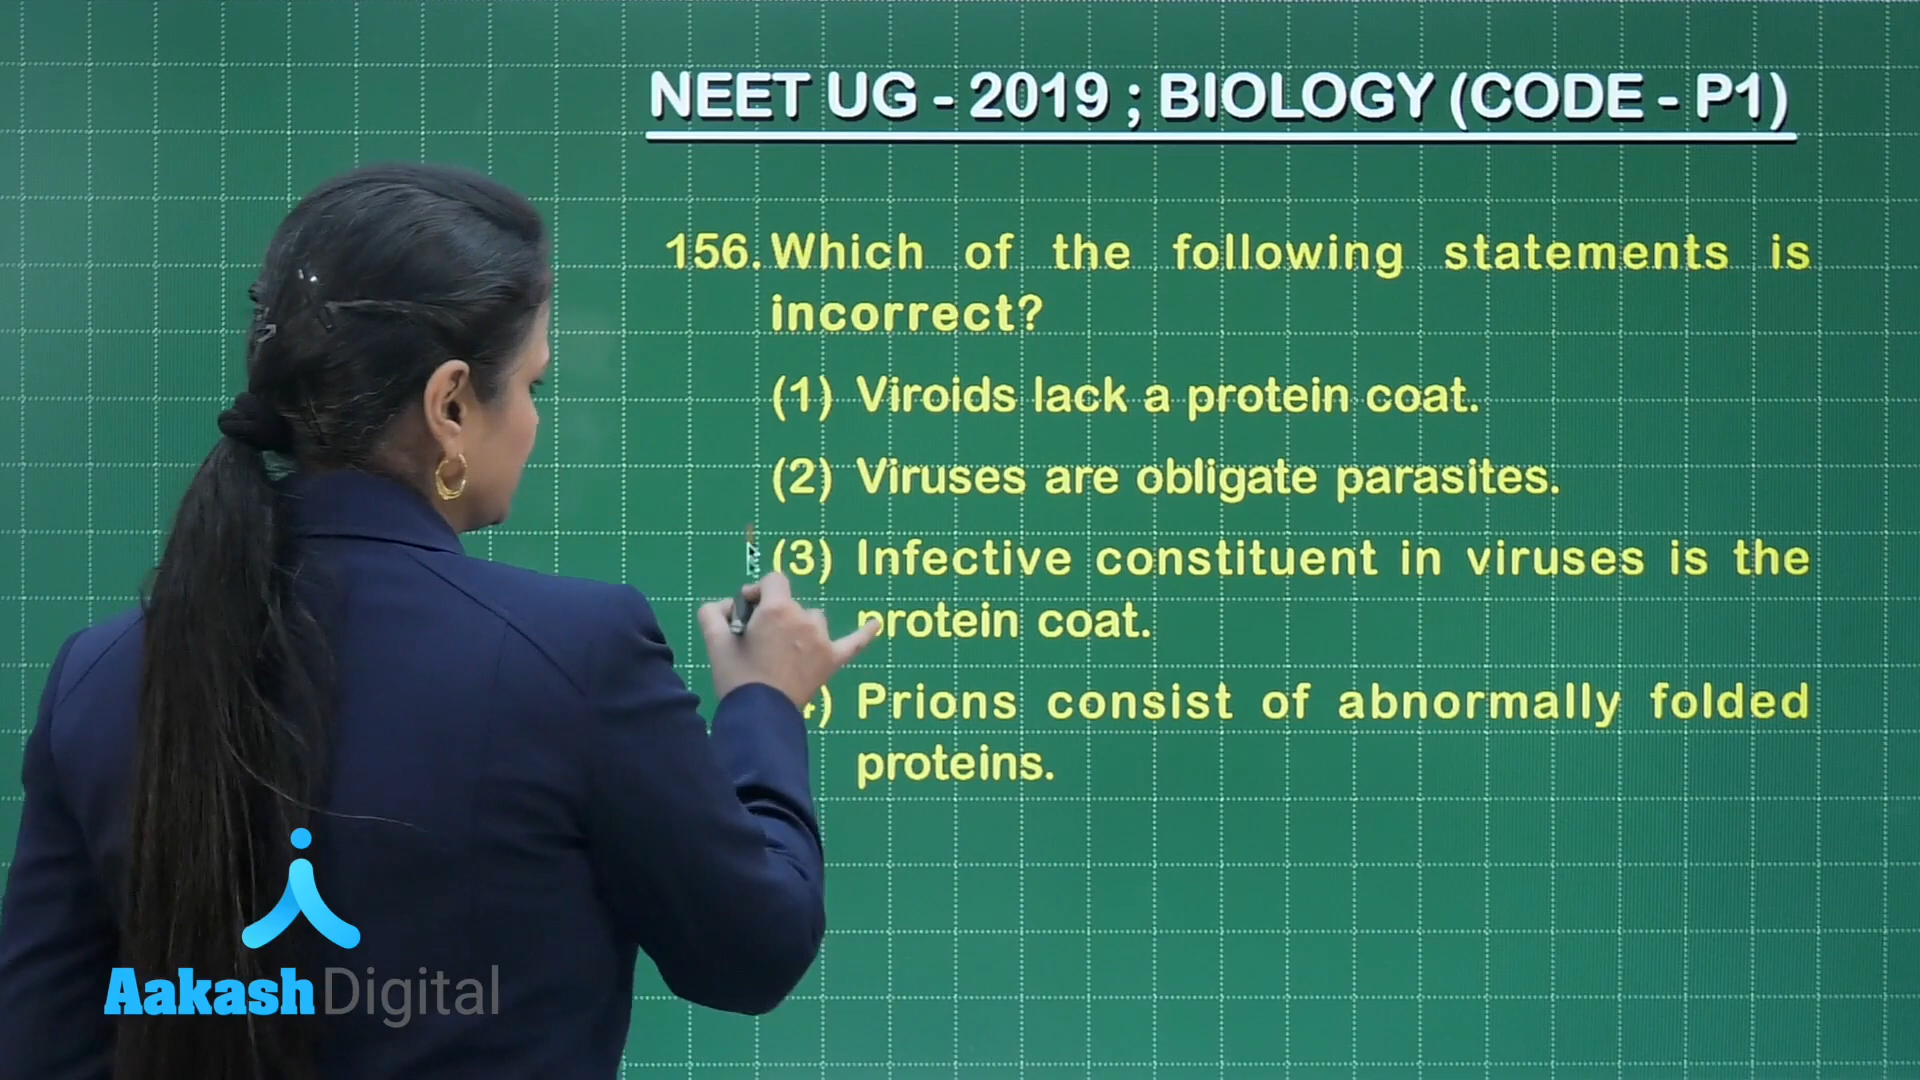 NEET UG - 2019 ; BIOLOGY (CODE - P1)
156. Which of the following statements is
incorrect?
(1) Viroids lack a protein coat.
(2) Viruses are obligate parasites.
(3) Infective constituent in viruses is the
protein coat.
4) Prions consist of abnormally folded
proteins.
Aakash Digital